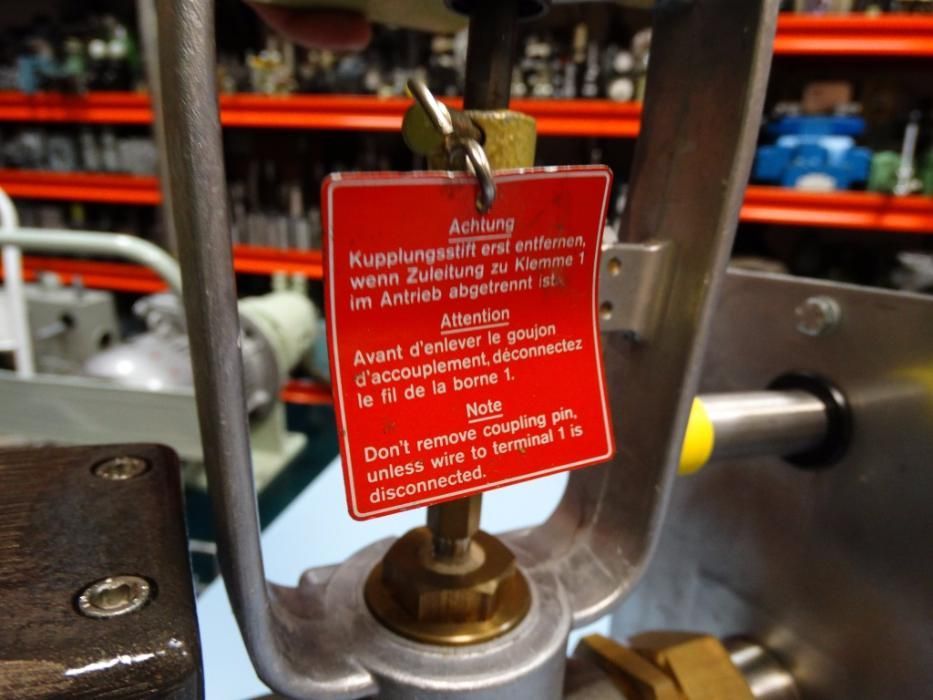 Achtung
Kupplungsstift erst entfernen,
wenn Zuleitung zu Klemme 1
im Antrieb abgetrennt ist.
Attention
Avant d'enlever le goujon
d'accouplement, déconnectez
le fil de la borne 1.
Note
Don't remove coupling pin,
unless wire to terminal 1 is
disconnected.